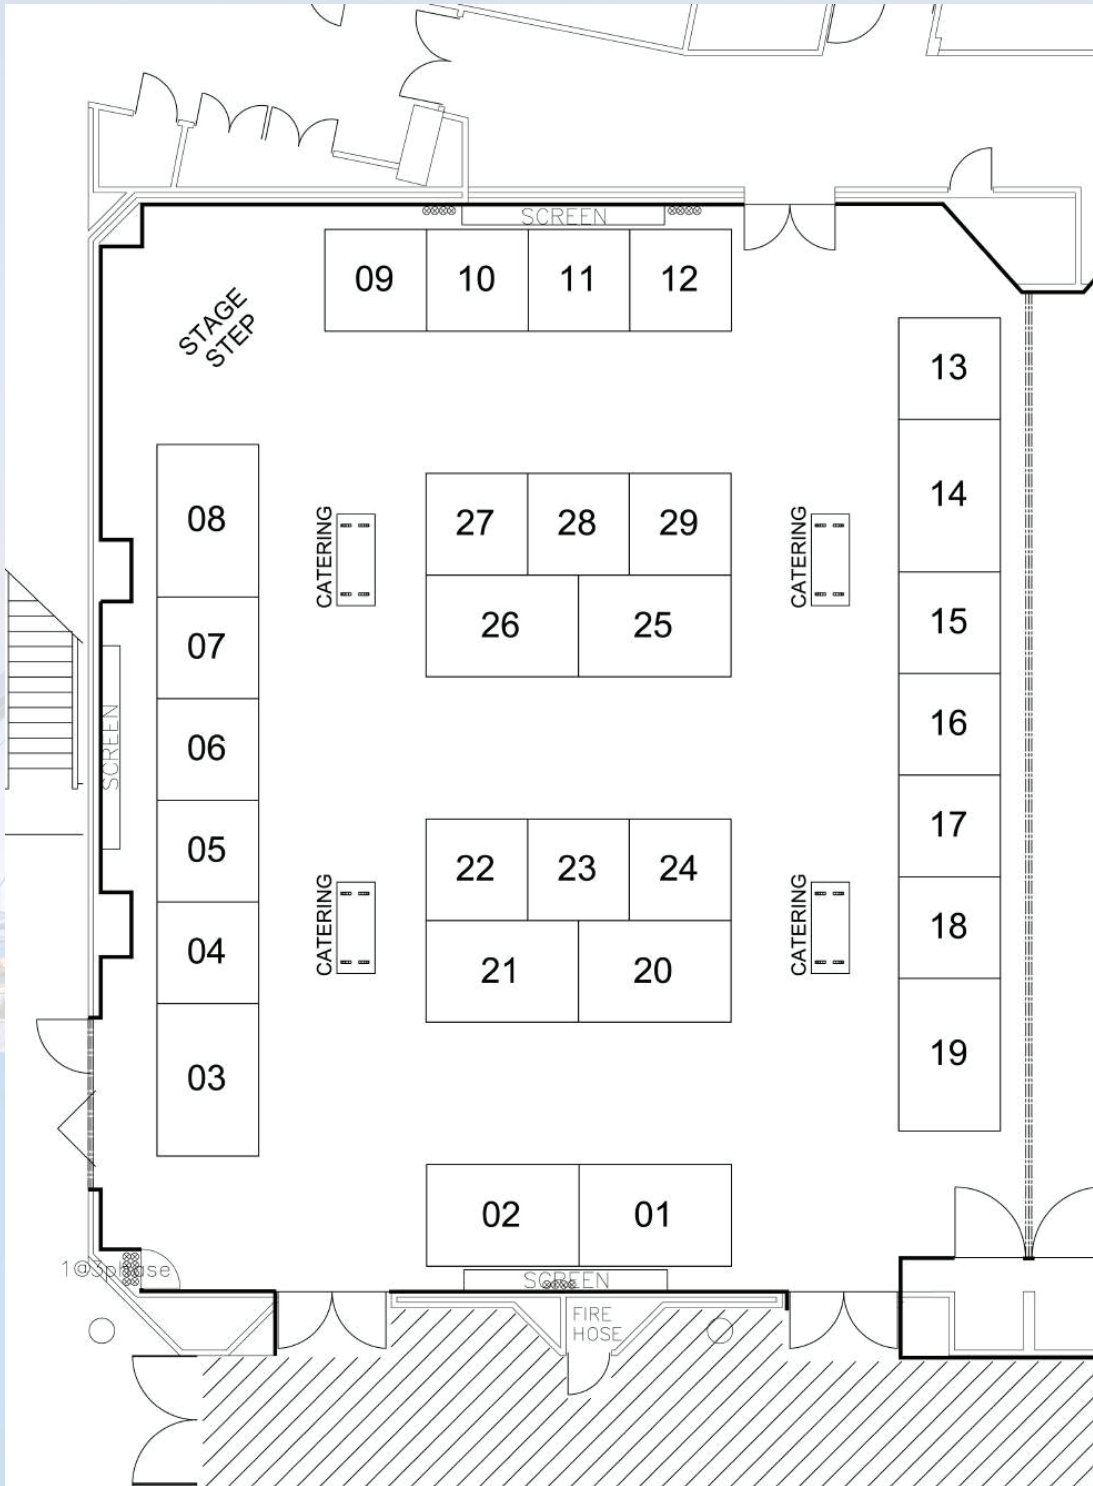 SCREEN
09 10 11 12
STAGE
STEP
13
08
CATERING
27 28 29
CATERING
14
07
26 25
15
SCREEN
06
16
05
22 23 24
17
CATERING
CATERING
04
21 20
18
03
19
02 01
1@3phase
SCREEN
FIRE
HOSE